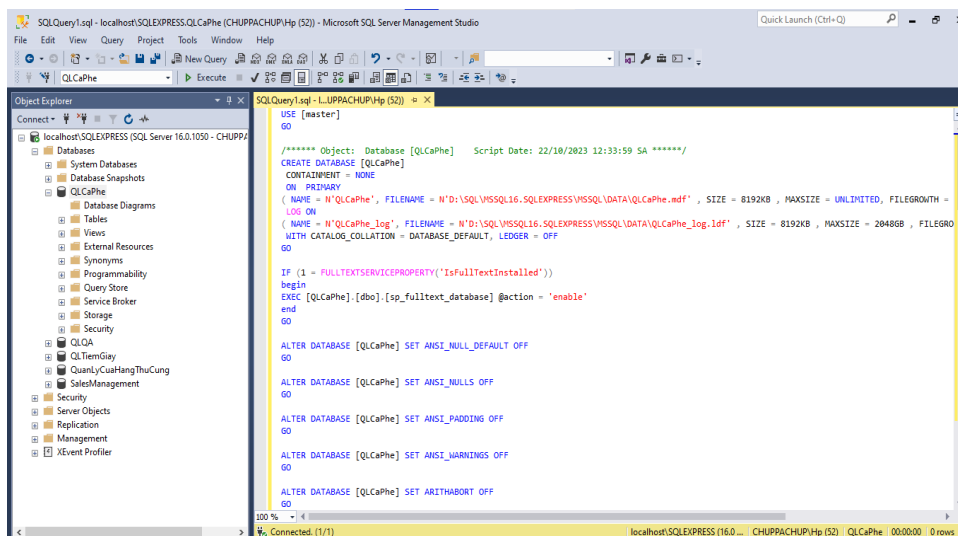 SQLQuery1.sql - localhost\SQLEXPRESS.QLCaPhe (CHUPPACHUP\Hp (52)) - Microsoft SQL Server Management Studio
Quick Launch (Ctrl+Q)
File Edit View Query Project Tools Window Help
New Query
QLCaPhe
Execute
Object Explorer
Connect
localhost\SQLEXPRESS (SQL Server 16.0.1050 - CHUPPA
Databases
System Databases
Database Snapshots
QLCaPhe
Database Diagrams
Tables
Views
External Resources
Synonyms
Programmability
Query Store
Service Broker
Storage
Security
QLQA
QLTiemGiay
QuanLyCuaHangThuCung
SalesManagement
Security
Server Objects
Replication
Management
XEvent Profiler
SQLQuery1.sql - l...UPPACHUP\Hp (52))
USE [master]
GO
/****** Object: Database [QLCaPhe] Script Date: 22/10/2023 12:33:59 SA ******/
CREATE DATABASE [QLCaPhe]
CONTAINMENT = NONE
ON PRIMARY
( NAME = N'QLCaPhe', FILENAME = N'D:\SQL\MSSQL16.SQLEXPRESS\MSSQL\DATA\QLCaPhe.mdf' , SIZE = 8192KB , MAXSIZE = UNLIMITED, FILEGROWTH =
LOG ON
( NAME = N'QLCaPhe_log', FILENAME = N'D:\SQL\MSSQL16.SQLEXPRESS\MSSQL\DATA\QLCaPhe_log.ldf' , SIZE = 8192KB , MAXSIZE = 2048GB , FILEGRO
WITH CATALOG_COLLATION = DATABASE_DEFAULT, LEDGER = OFF
GO
IF (1 = FULLTEXTSERVICEPROPERTY('IsFullTextInstalled'))
begin
EXEC [QLCaPhe].[dbo].[sp_fulltext_database] @action = 'enable'
end
GO
ALTER DATABASE [QLCaPhe] SET ANSI_NULL_DEFAULT OFF
GO
ALTER DATABASE [QLCaPhe] SET ANSI_NULLS OFF
GO
ALTER DATABASE [QLCaPhe] SET ANSI_PADDING OFF
GO
ALTER DATABASE [QLCaPhe] SET ANSI_WARNINGS OFF
GO
ALTER DATABASE [QLCaPhe] SET ARITHABORT OFF
GO
100 %
Connected. (1/1)
localhost\SQLEXPRESS (16.0 ... CHUPPACHUP\Hp (52) QLCaPhe 00:00:00 0 rows